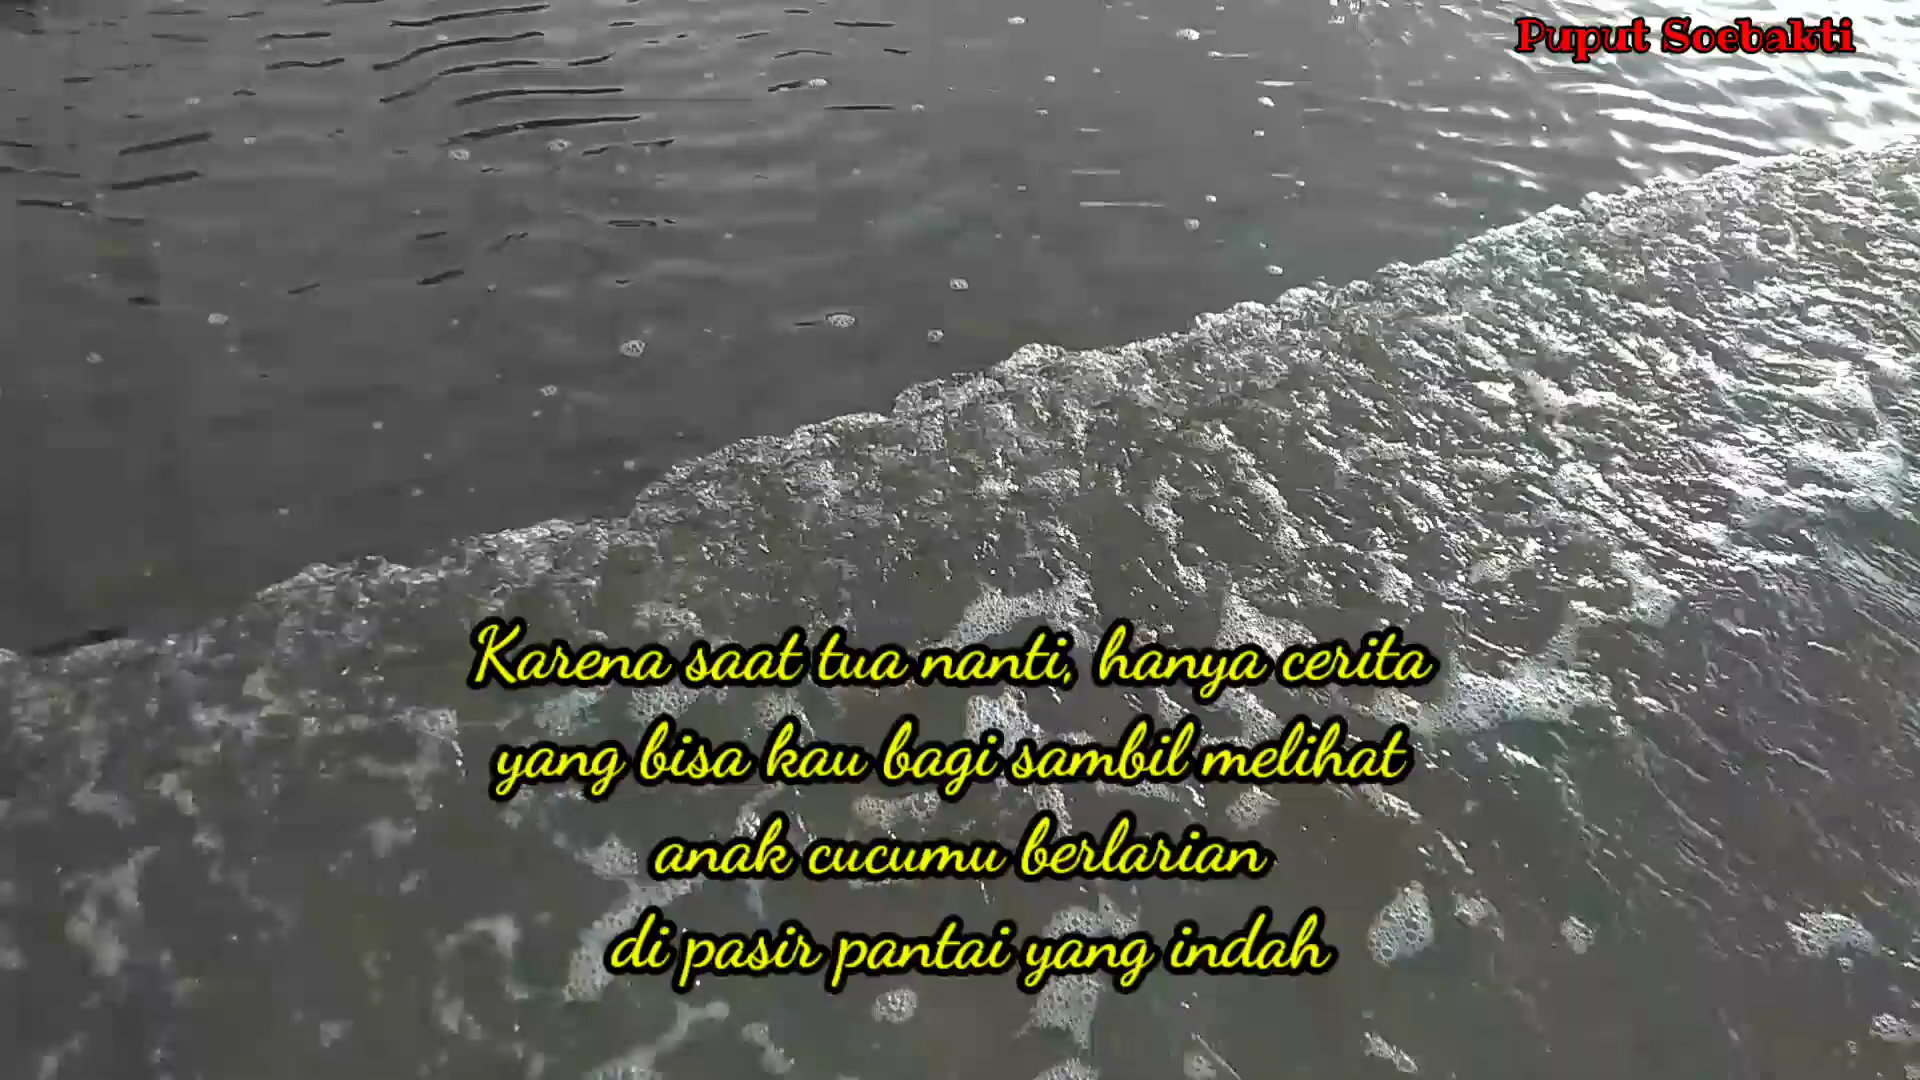 Puput Soebakti
Karena saat tua nanti, hanya cerita
yang bisa kau bagi sambil melihat
anak cucumu berlarian
di pasir pantai yang indah